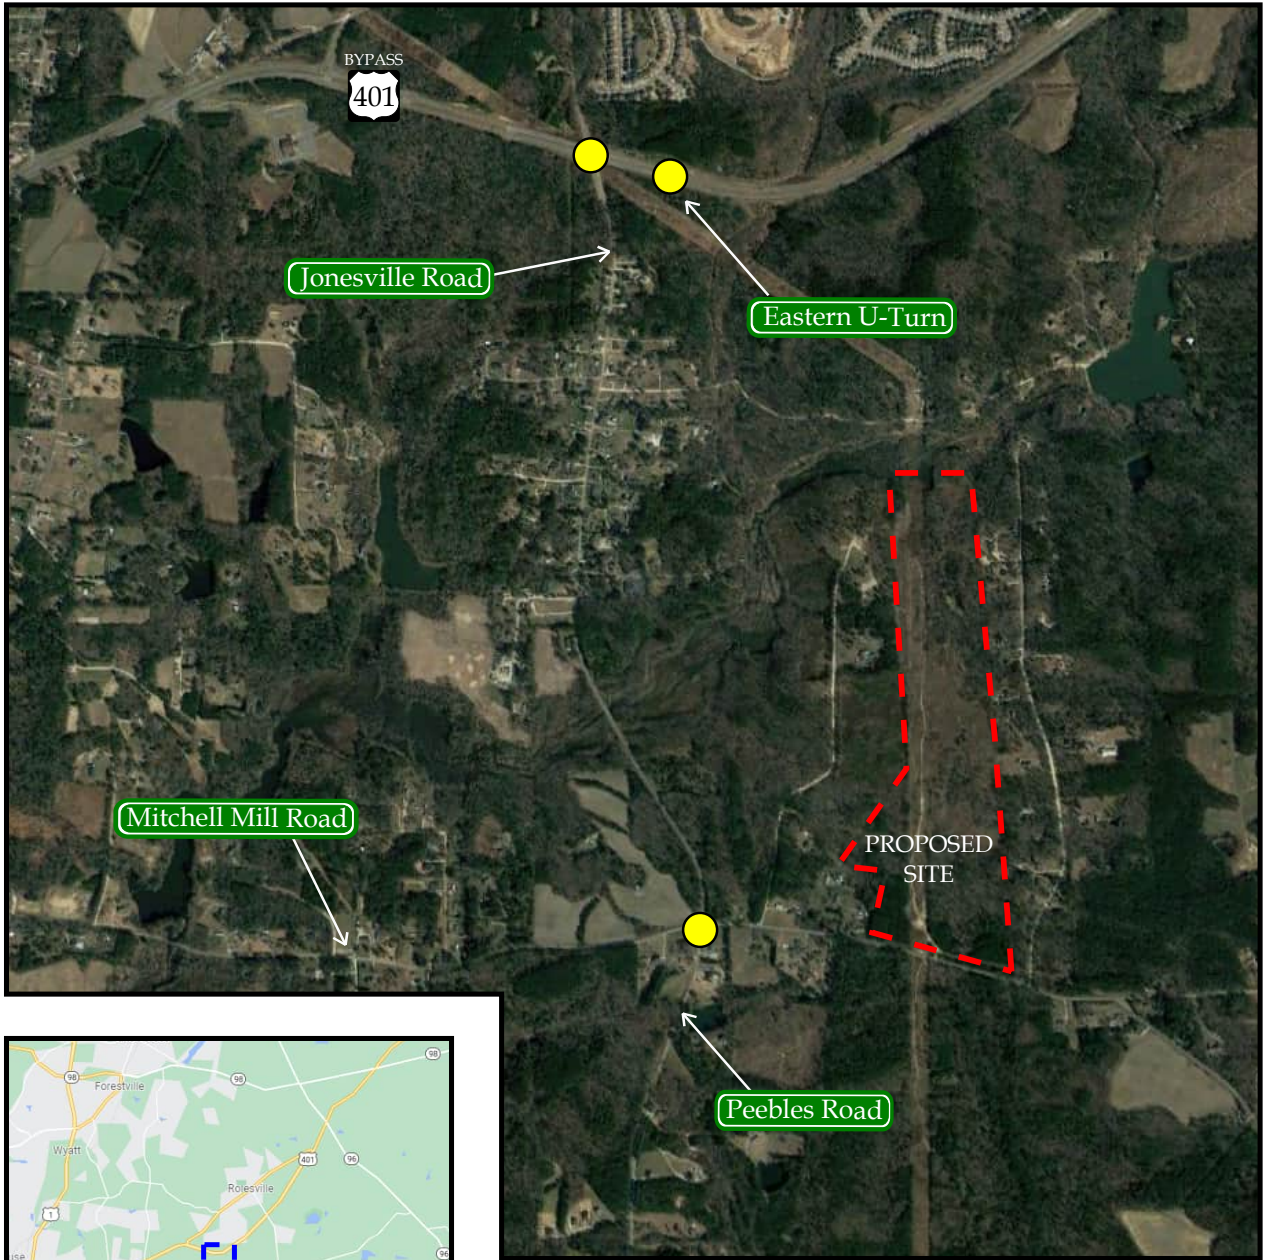 BYPASS
401
Jonesville Road
Eastern U-Turn
PROPOSED
SITE
Mitchell Mill Road
Peebles Road
98
98
Forestville
98
Wyatt
401
96
Rolesville
1
96